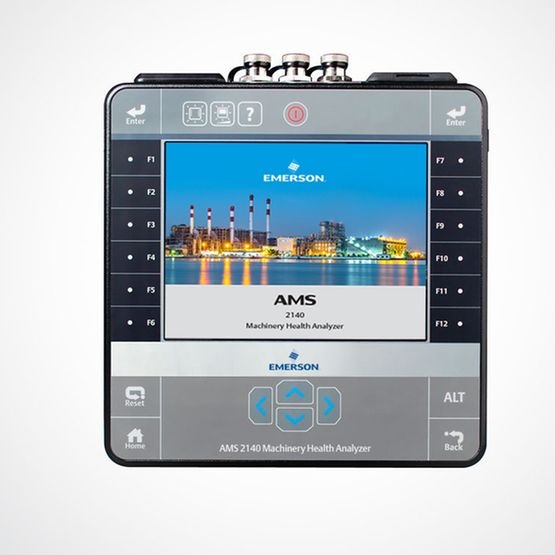 Enter
?
Enter
F1
F2
F3
F4
F5
F6
EMERSON.
AMS
2140
Machinery Health Analyzer
F7
F8
F9
F10
F11
F12
EMERSON
Reset
Home
ALT
Back
AMS 2140 Machinery Health Analyzer